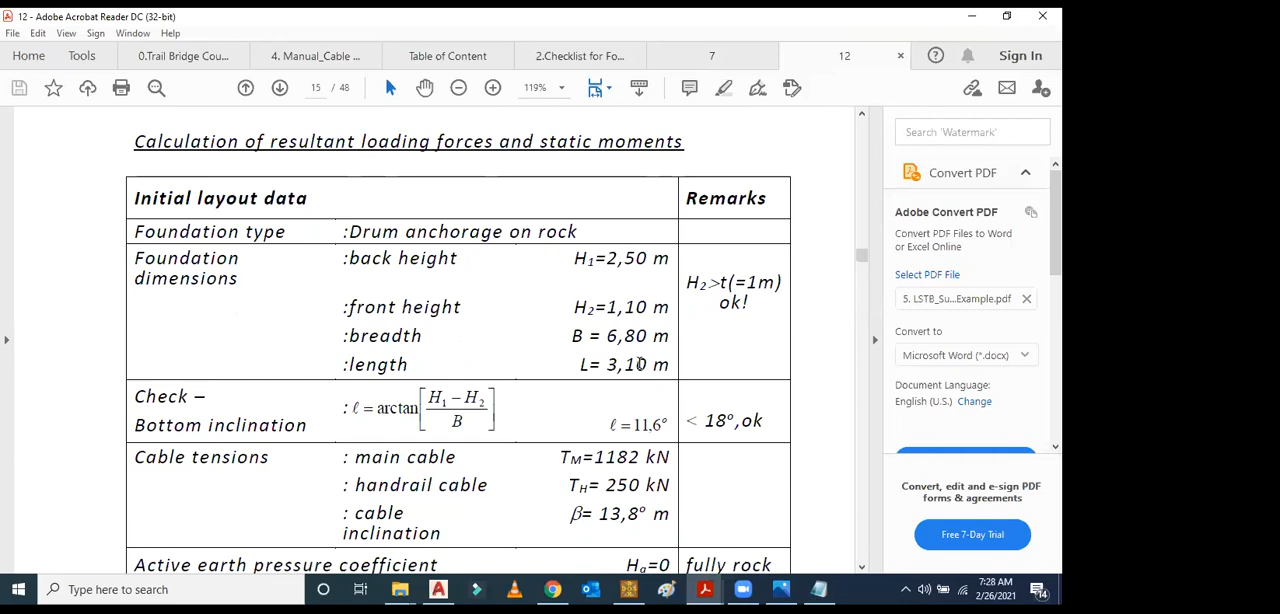 12 - Adobe Acrobat Reader DC (32-bit)
File Edit View Sign Window Help
Home Tools 0.Trail Bridge Cou... 4. Manual_Cable ... Table of Content 2.Checklist for Fo... 7 12 × Sign In
15 / 48 119%
Calculation of resultant loading forces and static moments
Initial layout data Remarks
Foundation type :Drum anchorage on rock
Foundation dimensions :back height H₁=2,50 m
H₂>t(=1m) ok!
:front height H₂=1,10 m
:breadth B = 6,80 m
:length L= 3,10 m
Check –
Bottom inclination : ℓ = arctan[(H₁ − H₂)/B] ℓ =11,6° < 18°,ok
Cable tensions : main cable T_M=1182 kN
: handrail cable T_H= 250 kN
: cable inclination β= 13,8° m
Active earth pressure coefficient H_a=0 fully rock
Search 'Watermark'
Convert PDF
Adobe Convert PDF
Convert PDF Files to Word
or Excel Online
Select PDF File
5. LSTB_Su...Example.pdf
Convert to
Microsoft Word (*.docx)
Document Language:
English (U.S.) Change
Convert, edit and e-sign PDF
forms & agreements
Free 7-Day Trial
Type here to search
7:28 AM
2/26/2021
14